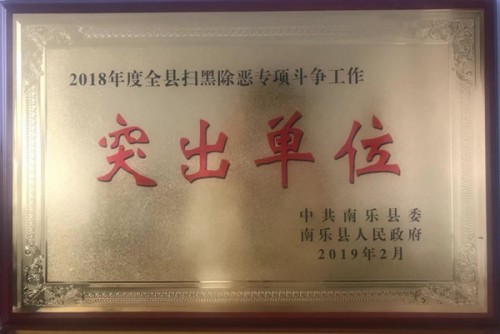 2018年度全县扫黑除恶专项斗争工作
突出单位
中共南乐县委
南乐县人民政府
2019年2月